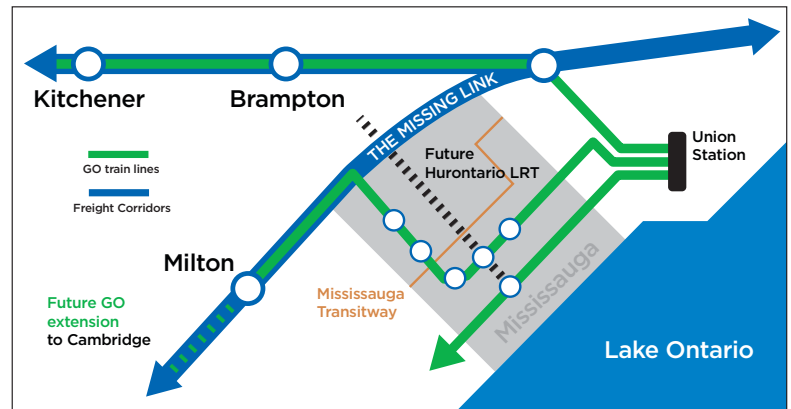 THE MISSING LINK
Kitchener
Brampton
Union
Station
GO train lines
Freight Corridors
Future
Hurontario LRT
Milton
Mississauga
Transitway
Mississauga
Future GO
extension
to Cambridge
Lake Ontario